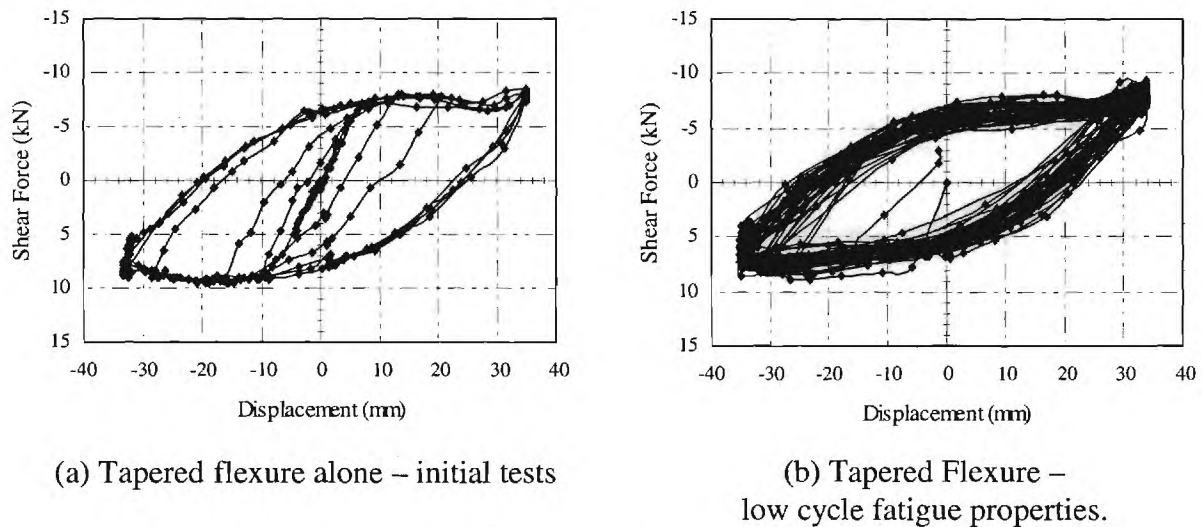 -15
-10
-5
0
5
10
15
Shear Force (kN)
-40 -30 -20 -10 0 10 20 30 40
Displacement (mm)
(a) Tapered flexure alone – initial tests
-15
-10
-5
0
5
10
15
Shear Force (kN)
-40 -30 -20 -10 0 10 20 30 40
Displacement (mm)
(b) Tapered Flexure –
low cycle fatigue properties.